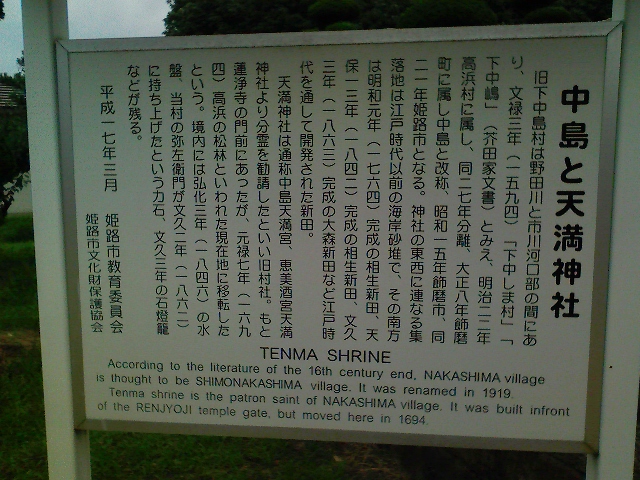 中島と天満神社
旧下中島村は野田川と市川河口部の間にあ
り、文禄三年（一五九四）「下中しま村」「
下中嶋」（芥田家文書）とみえ、明治二二年
高浜村に属し、同二七年分離、大正八年飾磨
町に属し中島と改称、昭和一五年飾磨市、同
二一年姫路市となる。神社の東西に連なる集
落地は江戸時代以前の海岸砂堆で、その南方
は明和元年（一七六四）完成の相生新田、天
保一三年（一八四二）完成の相生新田、文久
三年（一八六三）完成の大森新田など江戸時
代を通して開発された新田。
天満神社は通称中島天満宮、恵美酒宮天満
神社より分霊を勧請したといい旧村社。もと
蓮浄寺の門前にあったが、元禄七年（一六九
四）高浜の松林といわれた現在地に移転した
という。境内には弘化三年（一八四六）の水
盤、当村の弥左衛門が文久二年（一八六二）
に持ち上げたという力石、文久三年の石燈籠
などが残る。
平成一七年三月
姫路市教育委員会
姫路市文化財保護協会
TENMA SHRINE
According to the literature of the 16th century end, NAKASHIMA village
is thought to be SHIMONAKASHIMA village. It was renamed in 1919.
Tenma shrine is the patron saint of NAKASHIMA village. It was built infront
of the RENJYOJI temple gate, but moved here in 1694.